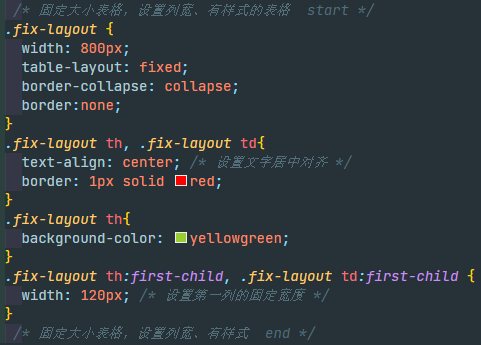 /* 固定大小表格，设置列宽、有样式的表格  start */
.fix-layout {
  width: 800px;
  table-layout: fixed;
  border-collapse: collapse;
  border:none;
}
.fix-layout th, .fix-layout td{
  text-align: center; /* 设置文字居中对齐 */
  border: 1px solid red;
}
.fix-layout th{
  background-color: yellowgreen;
}
.fix-layout th:first-child, .fix-layout td:first-child {
  width: 120px; /* 设置第一列的固定宽度 */
}
/* 固定大小表格，设置列宽、有样式  end */